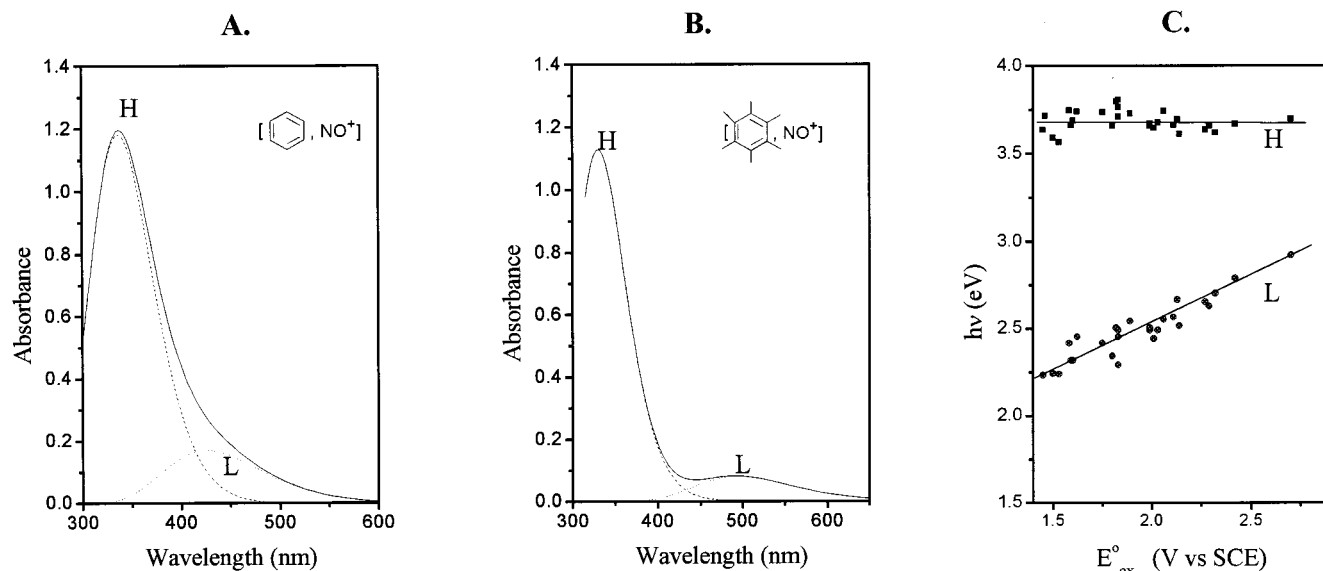 A.
1.4
1.2
1.0
0.8
0.6
0.4
0.2
0.0
300
400
500
600
Absorbance
Wavelength (nm)
H
L
[ , NO+]
B.
1.4
1.2
1.0
0.8
0.6
0.4
0.2
0.0
300
400
500
600
Absorbance
Wavelength (nm)
H
L
[ , NO+]
C.
4.0
3.5
3.0
2.5
2.0
1.5
1.5
2.0
2.5
hν (eV)
E°ox (V vs SCE)
H
L